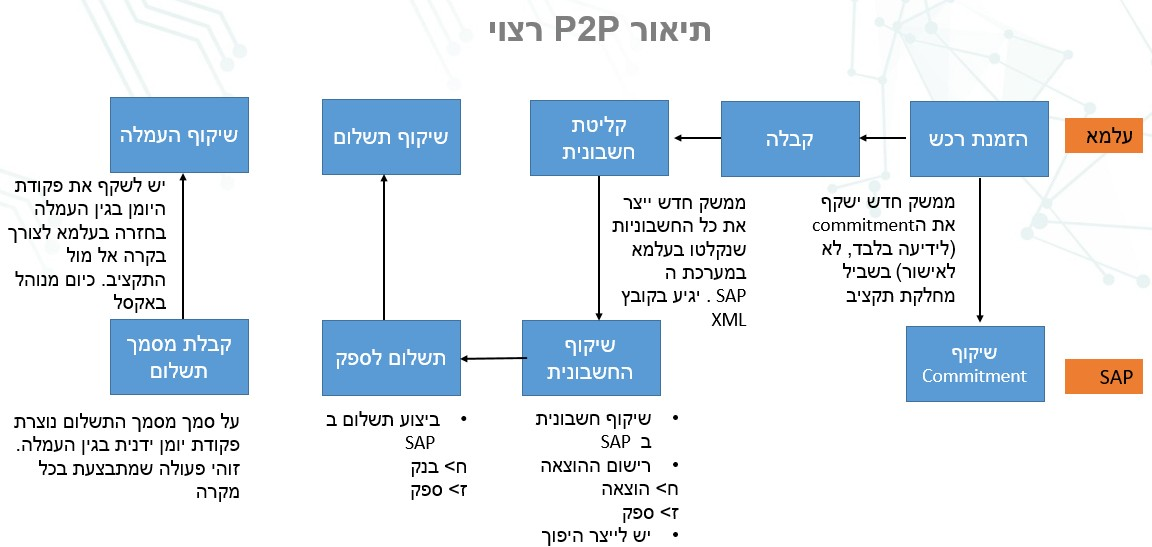 תיאור P2P רצוי
עלמא
הזמנת רכש
קבלה
קליטת
חשבונית
שיקוף תשלום
שיקוף העמלה
ממשק חדש ישקף
את הcommitment
(לידיעה בלבד, לא
לאישור) בשביל
מחלקת תקציב
ממשק חדש ייצר
את כל החשבוניות
שנקלטו בעלמא
במערכת ה
SAP . יגיע בקובץ
XML
יש לשקף את פקודת
היומן בגין העמלה
בחזרה בעלמא לצורך
בקרה אל מול
התקציב. כיום מנוהל
באקסל
SAP
שיקוף
Commitment
שיקוף
החשבונית
תשלום לספק
קבלת מסמך
תשלום
• שיקוף חשבונית
ב SAP
• רישום ההוצאה
ח> הוצאה
ז> ספק
• יש לייצר היפוך
• ביצוע תשלום ב
SAP
ח> בנק
ז> ספק
על סמך מסמך התשלום נוצרת
פקודת יומן ידנית בגין העמלה.
זוהי פעולה שמתבצעת בכל
מקרה